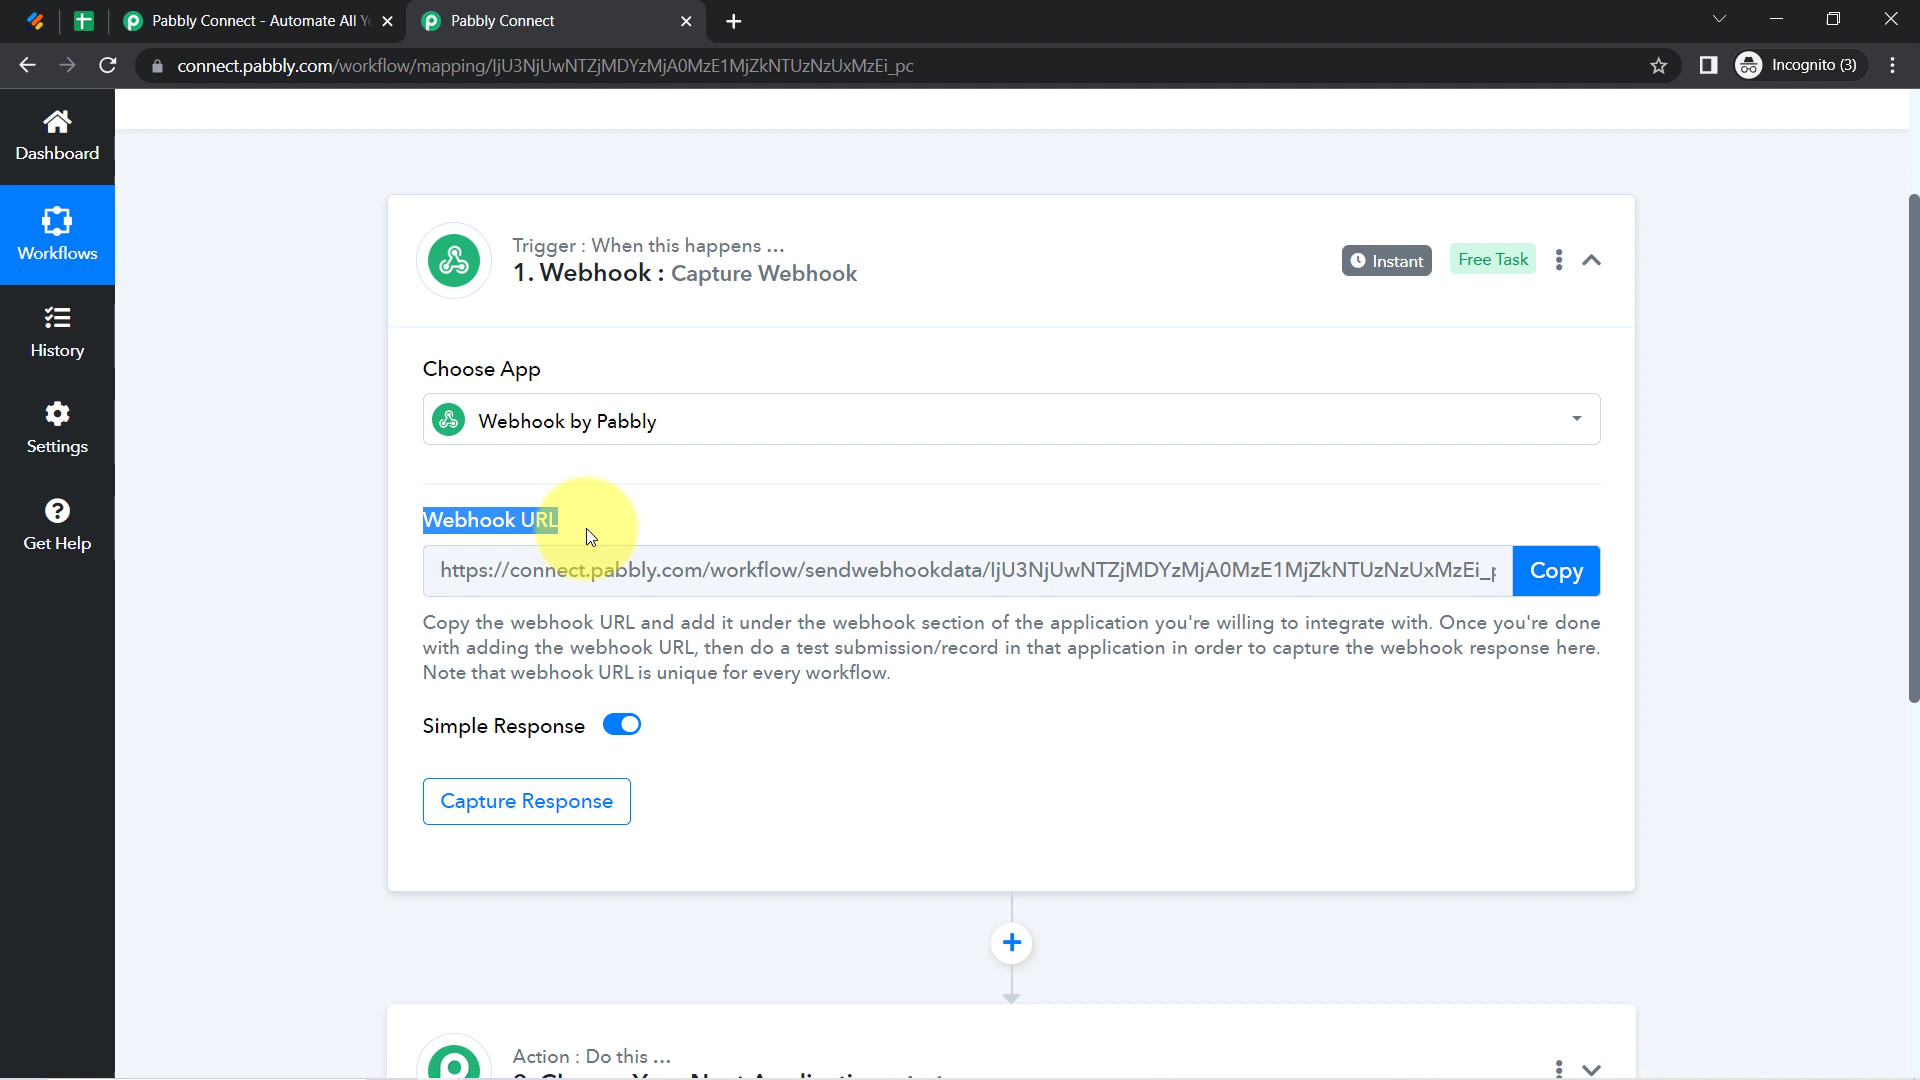 Pabbly Connect - Automate All Y
Pabbly Connect
connect.pabbly.com/workflow/mapping/IjU3NjUwNTZjMDYzMjA0MzE1MjZkNTUzNzUxMzEi_pc
Incognito (3)
Dashboard
Workflows
History
Settings
Get Help
Trigger : When this happens ...
1. Webhook : Capture Webhook
Instant
Free Task
Choose App
Webhook by Pabbly
Webhook URL
https://connect.pabbly.com/workflow/sendwebhookdata/IjU3NjUwNTZjMDYzMjA0MzE1MjZkNTUzNzUxMzEi_p
Copy
Copy the webhook URL and add it under the webhook section of the application you're willing to integrate with. Once you're done
with adding the webhook URL, then do a test submission/record in that application in order to capture the webhook response here.
Note that webhook URL is unique for every workflow.
Simple Response
Capture Response
Action : Do this ...